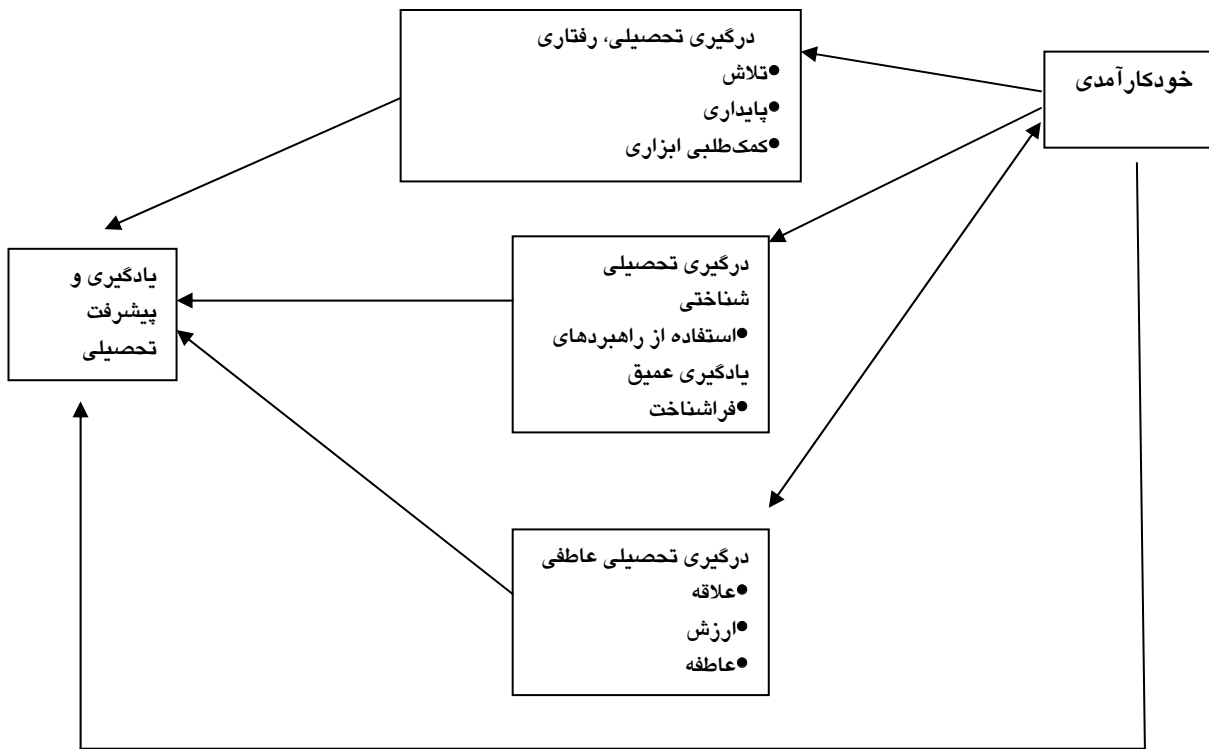 خودکارآمدی
درگیری تحصیلی، رفتاری
●تلاش
●پایداری
●کمک‌طلبی ابزاری
درگیری تحصیلی
شناختی
●استفاده از راهبردهای
یادگیری عمیق
●فراشناخت
درگیری تحصیلی عاطفی
●علاقه
●ارزش
●عاطفه
یادگیری و
پیشرفت
تحصیلی